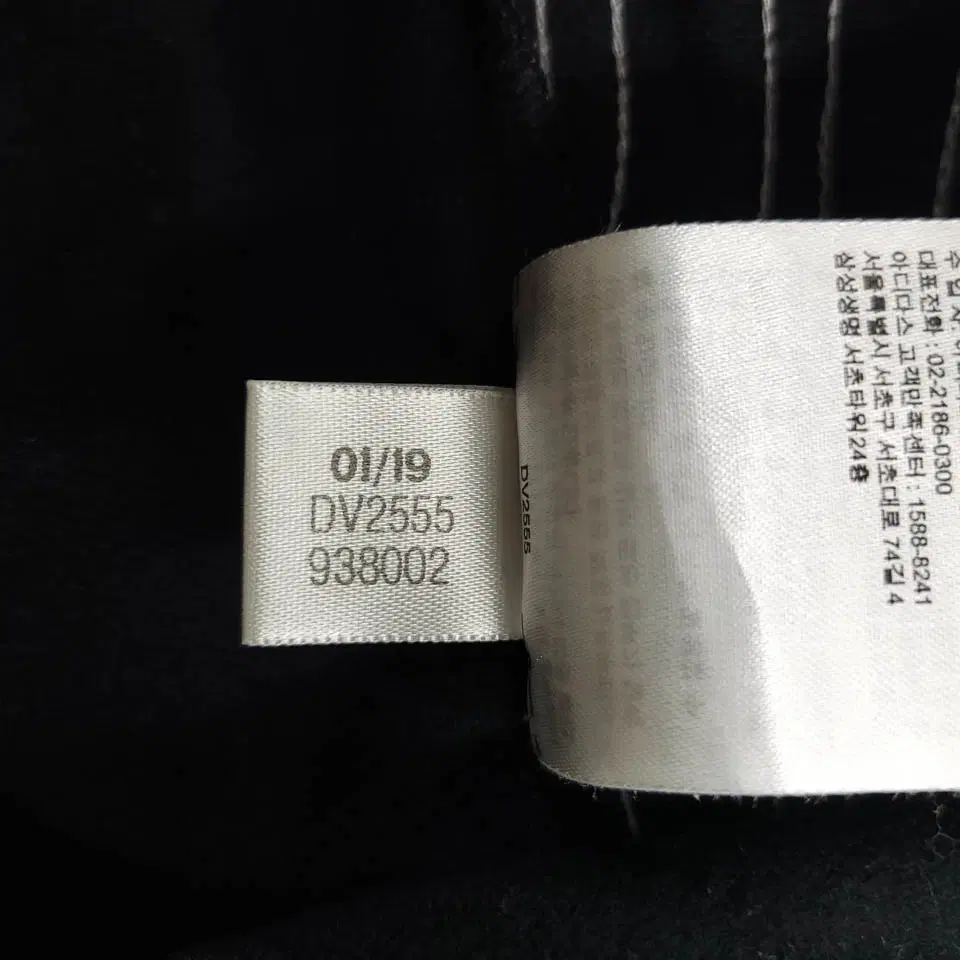 01/19
DV2555
938002
DV2555
대표전화 : 02-2186-0300
아디다스 고객만족센터 : 1588-8241
서울특별시 서초구 서초대로 74길 4
삼성생명 서초타워24층